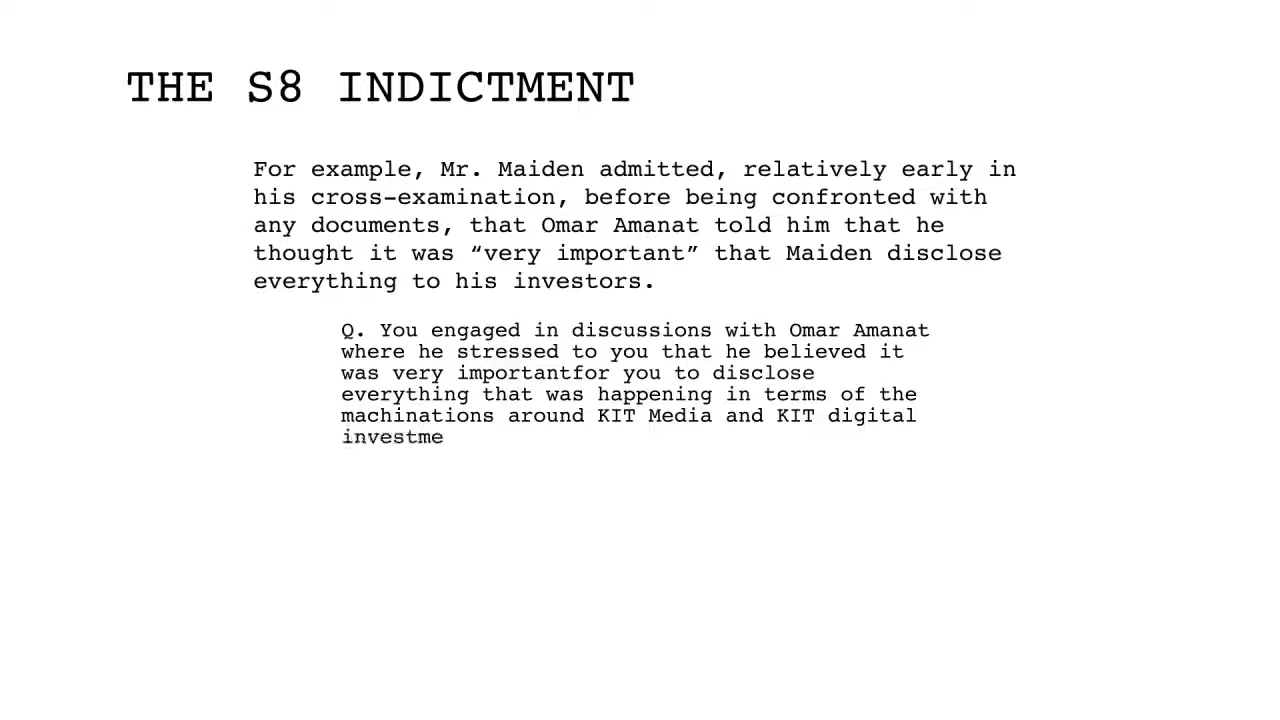 THE S8 INDICTMENT
For example, Mr. Maiden admitted, relatively early in
his cross-examination, before being confronted with
any documents, that Omar Amanat told him that he
thought it was “very important” that Maiden disclose
everything to his investors.
Q. You engaged in discussions with Omar Amanat
where he stressed to you that he believed it
was very importantfor you to disclose
everything that was happening in terms of the
machinations around KIT Media and KIT digital
investme